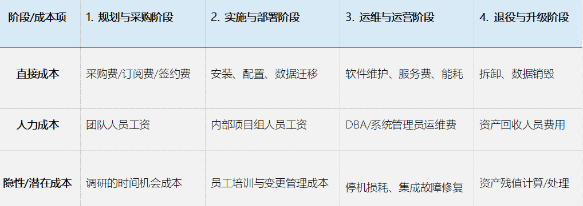 阶段/成本项 1. 规划与采购阶段 2. 实施与部署阶段 3. 运维与运营阶段 4. 退役与升级阶段
直接成本 采购费/订阅费/签约费 安装、配置、数据迁移 软件维护、服务费、能耗 拆卸、数据销毁
人力成本 团队人员工资 内部项目组人员工资 DBA/系统管理员运维费 资产回收人员费用
隐性/潜在成本 调研的时间机会成本 员工培训与变更管理成本 停机损耗、集成故障修复 资产残值计算/处理